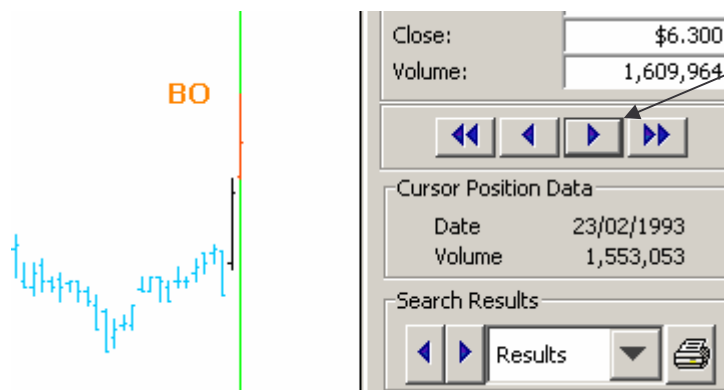 BO
Close: $6.300
Volume: 1,609,964
Cursor Position Data
Date 23/02/1993
Volume 1,553,053
Search Results
Results